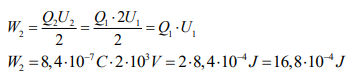 W₂ = Q₂U₂/2 = Q₁·2U₁/2 = Q₁·U₁
W₂ = 8,4·10⁻⁷C·2·10³V = 2·8,4·10⁻⁴J = 16,8·10⁻⁴J